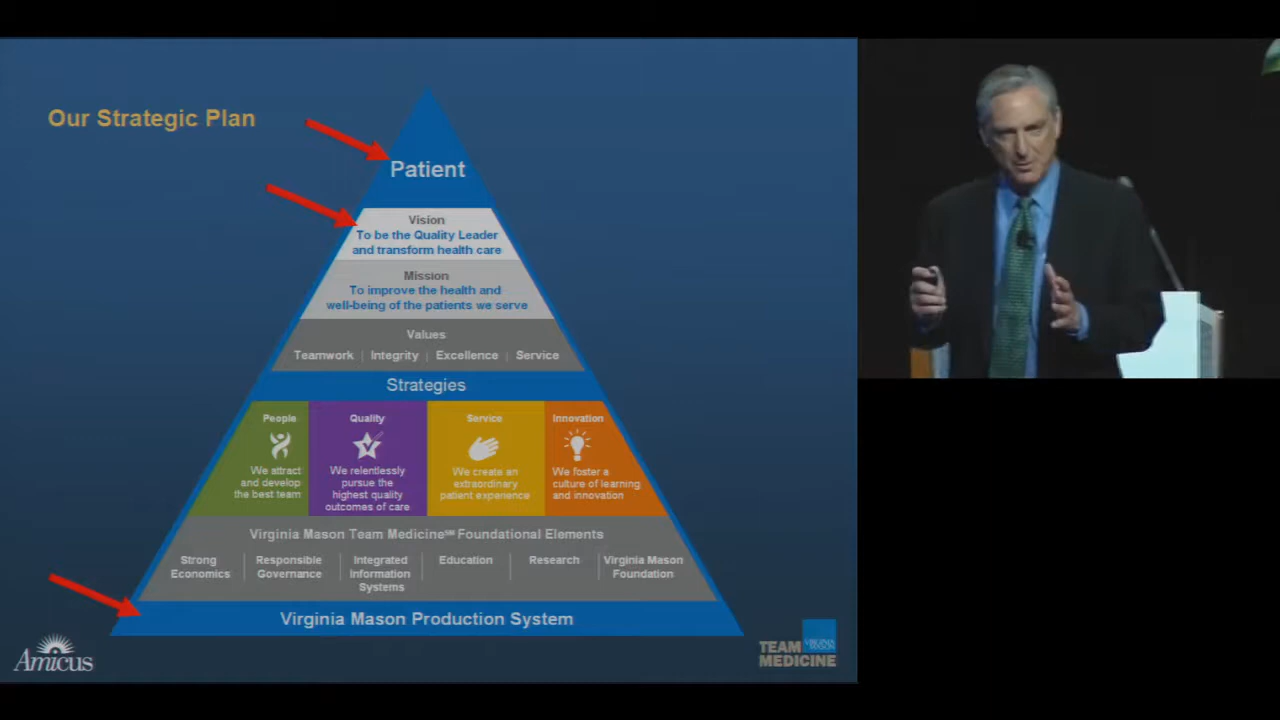 Our Strategic Plan
Patient
Vision
To be the Quality Leader
and transform health care
Mission
To improve the health and
well-being of the patients we serve
Values
Teamwork | Integrity | Excellence | Service
Strategies
People
We attract
and develop
the best team
Quality
We relentlessly
pursue the
highest quality
outcomes of care
Service
We create an
extraordinary
patient experience
Innovation
We foster a
culture of learning
and innovation
Virginia Mason Team Medicine℠ Foundational Elements
Strong
Economics
Responsible
Governance
Integrated
Information
Systems
Education
Research
Virginia Mason
Foundation
Virginia Mason Production System
Amicus
VIRGINIA
MASON
TEAM
MEDICINE